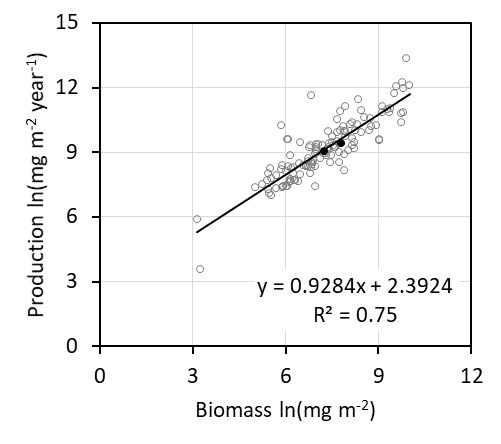 15
12
9
6
3
0
Production ln(mg m⁻² year⁻¹)
y = 0.9284x + 2.3924
R² = 0.75
0 3 6 9 12
Biomass ln(mg m⁻²)